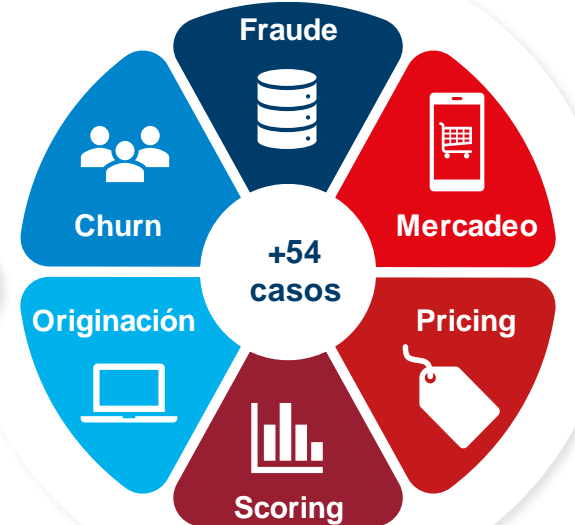 Fraude
Mercadeo
Pricing
Scoring
Originación
Churn
+54
casos